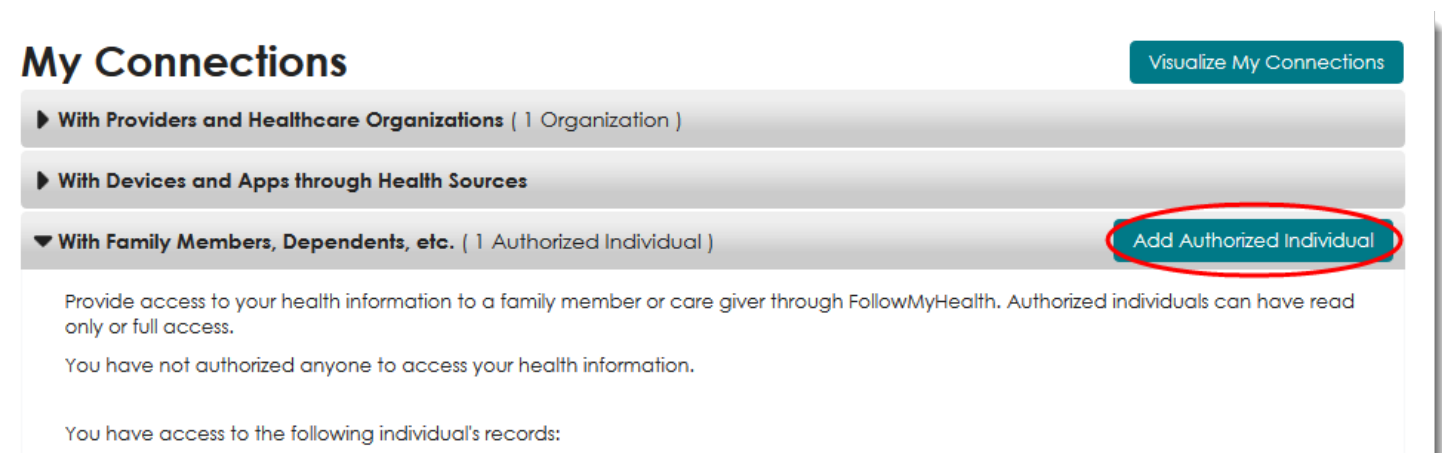 My Connections
Visualize My Connections
With Providers and Healthcare Organizations ( 1 Organization )
With Devices and Apps through Health Sources
With Family Members, Dependents, etc. ( 1 Authorized Individual )
Add Authorized Individual
Provide access to your health information to a family member or care giver through FollowMyHealth. Authorized individuals can have read
only or full access.
You have not authorized anyone to access your health information.
You have access to the following individual's records: